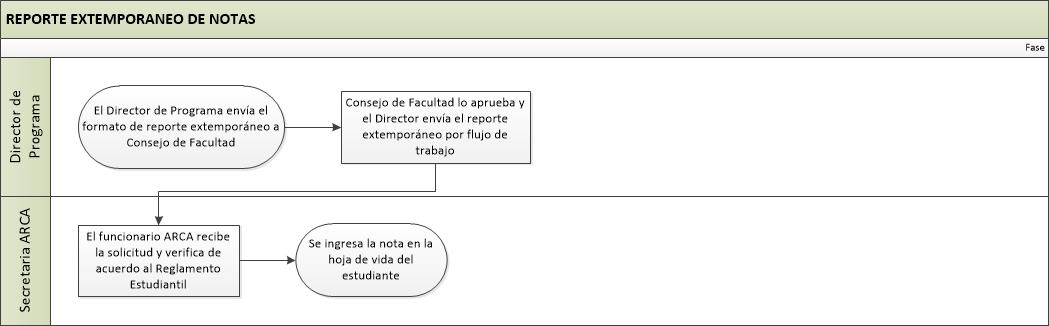 REPORTE EXTEMPORANEO DE NOTAS
Fase
Director de
Programa
El Director de Programa envía el
formato de reporte extemporáneo a
Consejo de Facultad
Consejo de Facultad lo aprueba y
el Director envía el reporte
extemporáneo por flujo de
trabajo
Secretaria ARCA
El funcionario ARCA recibe
la solicitud y verifica de
acuerdo al Reglamento
Estudiantil
Se ingresa la nota en la
hoja de vida del
estudiante